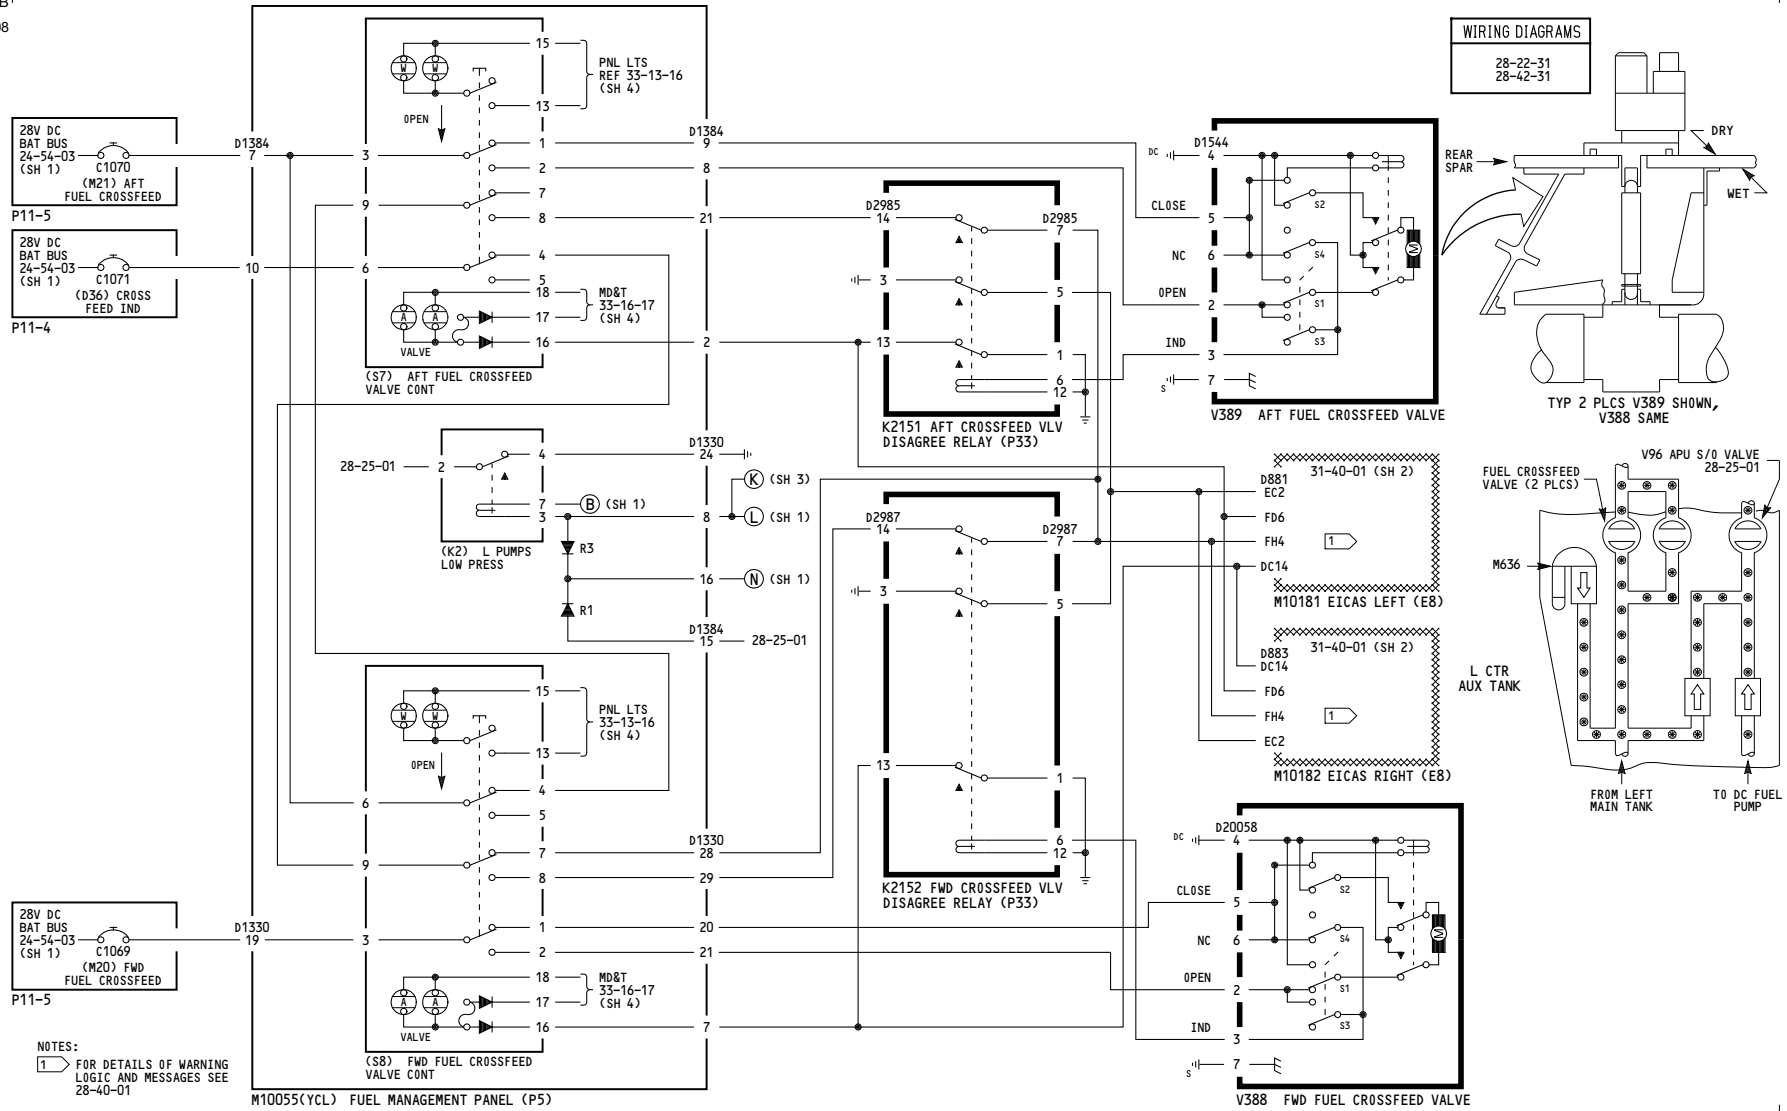 B
08
28V DC
BAT BUS
24-54-03
(SH 1)
C1070
(M21) AFT
FUEL CROSSFEED
P11-5
28V DC
BAT BUS
24-54-03
(SH 1)
C1071
(D36) CROSS
FEED IND
P11-4
28V DC
BAT BUS
24-54-03
(SH 1)
C1069
(M20) FWD
FUEL CROSSFEED
P11-5
NOTES:
1 FOR DETAILS OF WARNING
LOGIC AND MESSAGES SEE
28-40-01
D1384
7
10
D1330
19
W W
OPEN
3
9
6
15
13
1
2
7
8
4
5
18
17
16
A A
VALVE
PNL LTS
REF 33-13-16
(SH 4)
MD&T
33-16-17
(SH 4)
(S7) AFT FUEL CROSSFEED
VALVE CONT
D1384
9
8
21
2
28-25-01
2
4
7
3
B (SH 1)
(K2) L PUMPS
LOW PRESS
R3
R1
D1330
24
8
16
D1384
15
28-25-01
K (SH 3)
L (SH 1)
N (SH 1)
W W
OPEN
6
9
3
15
13
4
5
7
8
1
2
18
17
16
A A
VALVE
PNL LTS
33-13-16
(SH 4)
MD&T
33-16-17
(SH 4)
(S8) FWD FUEL CROSSFEED
VALVE CONT
D1330
28
29
20
21
7
M10055(YCL) FUEL MANAGEMENT PANEL (P5)
D2985
14
3
13
D2985
7
5
1
6
12
K2151 AFT CROSSFEED VLV
DISAGREE RELAY (P33)
D2987
14
3
13
D2987
7
5
1
6
12
K2152 FWD CROSSFEED VLV
DISAGREE RELAY (P33)
D1544
DC 4
CLOSE 5
NC 6
OPEN 2
IND 3
S 7
S2
S4
S1
S3
M
V389 AFT FUEL CROSSFEED VALVE
D881
31-40-01 (SH 2)
EC2
FD6
FH4
1
DC14
M10181 EICAS LEFT (E8)
D883
31-40-01 (SH 2)
DC14
FD6
FH4
1
EC2
M10182 EICAS RIGHT (E8)
D20058
DC 4
CLOSE 5
NC 6
OPEN 2
IND 3
S 7
S2
S4
S1
S3
M
V388 FWD FUEL CROSSFEED VALVE
WIRING DIAGRAMS
28-22-31
28-42-31
REAR
SPAR
DRY
WET
TYP 2 PLCS V389 SHOWN,
V388 SAME
V96 APU S/O VALVE
28-25-01
FUEL CROSSFEED
VALVE (2 PLCS)
M636
L CTR
AUX TANK
FROM LEFT
MAIN TANK
TO DC FUEL
PUMP